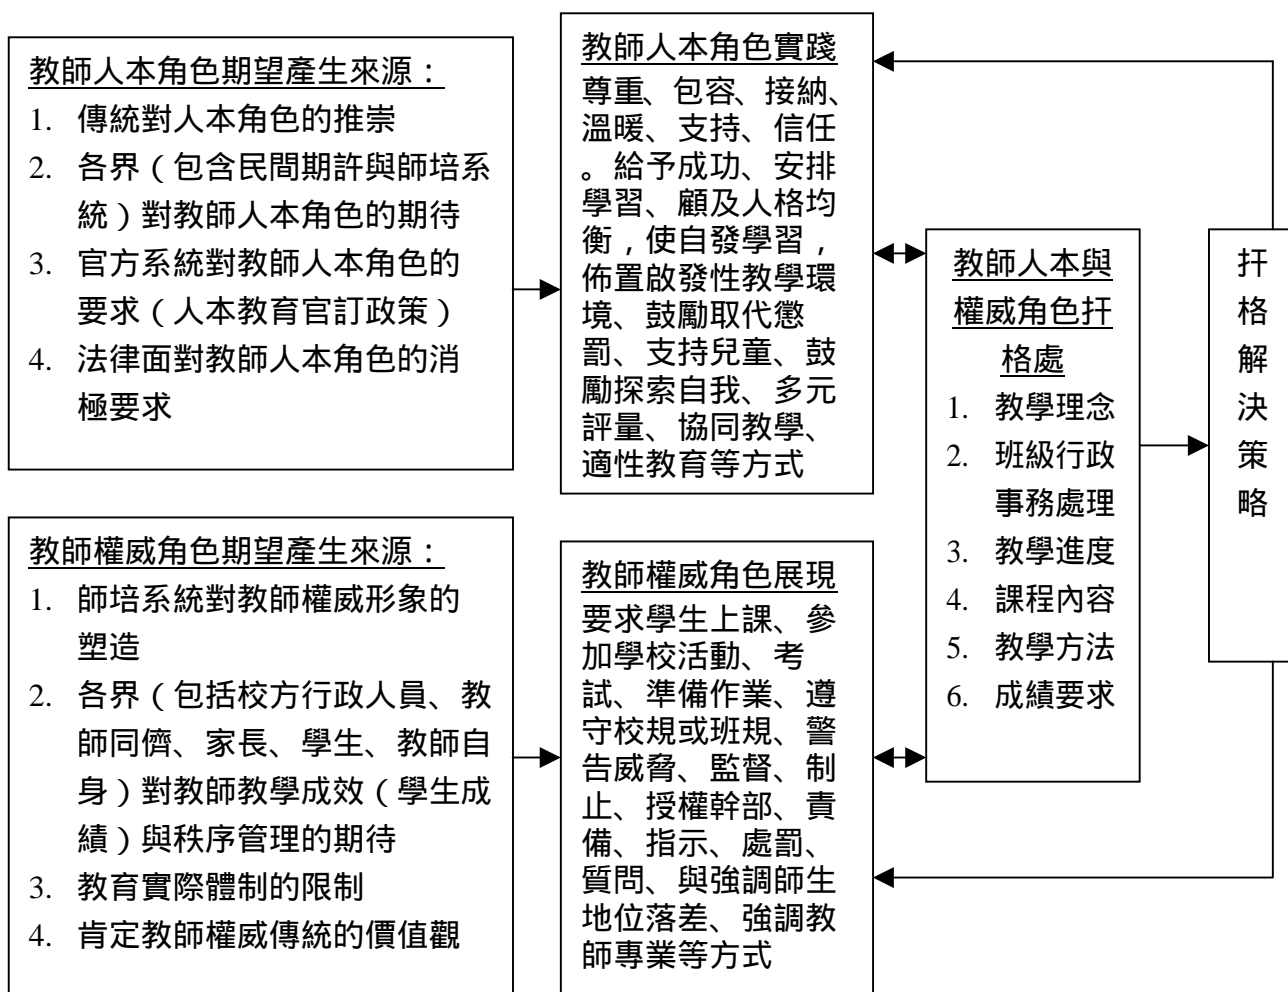 教師人本角色期望產生來源：
1. 傳統對人本角色的推崇
2. 各界（包含民間期許與師培系
統）對教師人本角色的期待
3. 官方系統對教師人本角色的
要求（人本教育官訂政策）
4. 法律面對教師人本角色的消
極要求
教師人本角色實踐
尊重、包容、接納、
溫暖、支持、信任
。給予成功、安排
學習、顧及人格均
衡，使自發學習，
佈置啟發性教學環
境、鼓勵取代懲
罰、支持兒童、鼓
勵探索自我、多元
評量、協同教學、
適性教育等方式
教師權威角色期望產生來源：
1. 師培系統對教師權威形象的
塑造
2. 各界（包括校方行政人員、教
師同儕、家長、學生、教師自
身）對教師教學成效（學生成
績）與秩序管理的期待
3. 教育實際體制的限制
4. 肯定教師權威傳統的價值觀
教師權威角色展現
要求學生上課、參
加學校活動、考
試、準備作業、遵
守校規或班規、警
告威脅、監督、制
止、授權幹部、責
備、指示、處罰、
質問、與強調師生
地位落差、強調教
師專業等方式
教師人本與
權威角色扞
格處
1. 教學理念
2. 班級行政
事務處理
3. 教學進度
4. 課程內容
5. 教學方法
6. 成績要求
扞
格
解
決
策
略